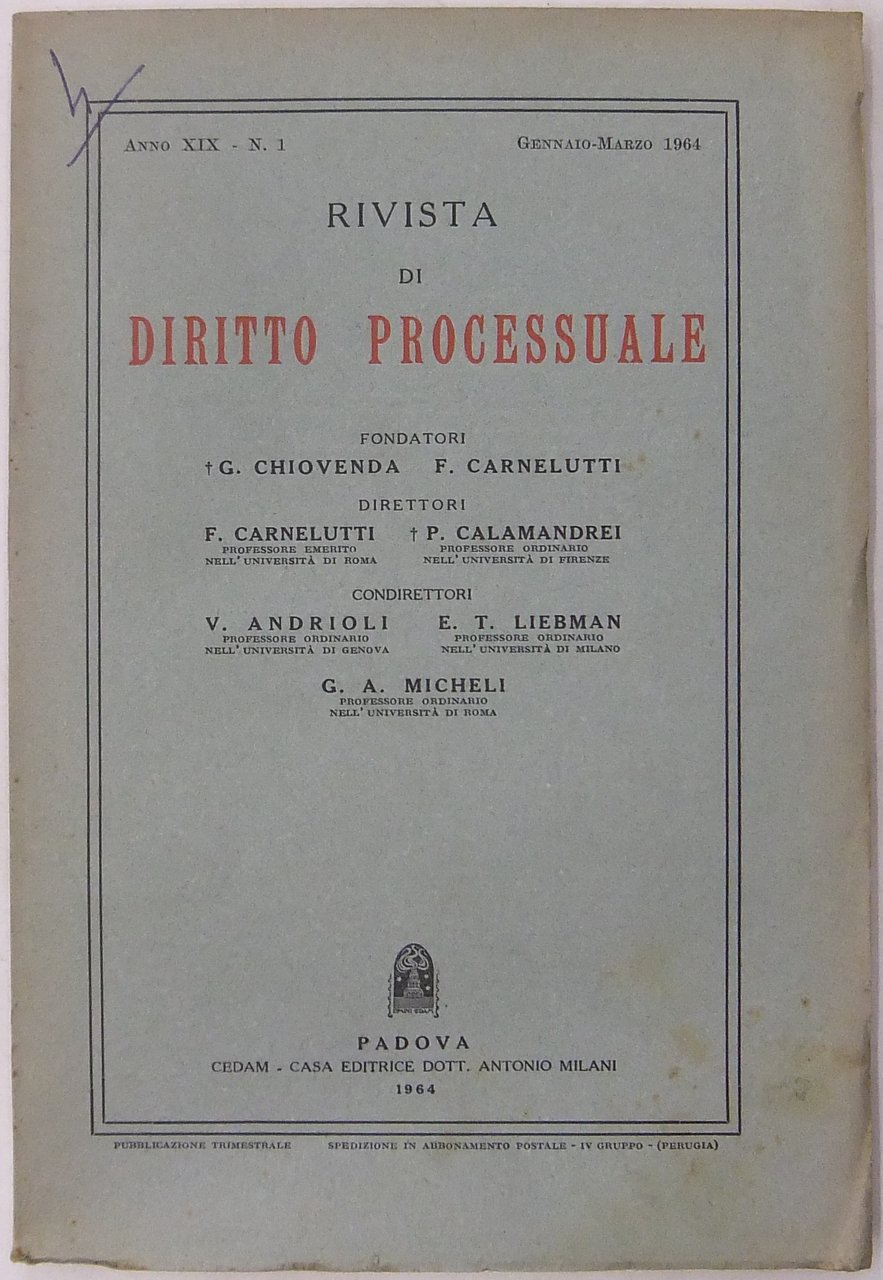 ANNO XIX - N. 1 GENNAIO-MARZO 1964
RIVISTA
DI
DIRITTO PROCESSUALE
FONDATORI
† G. CHIOVENDA F. CARNELUTTI
DIRETTORI
F. CARNELUTTI † P. CALAMANDREI
PROFESSORE EMERITO PROFESSORE ORDINARIO
NELL'UNIVERSITÀ DI ROMA NELL'UNIVERSITÀ DI FIRENZE
CONDIRETTORI
V. ANDRIOLI E. T. LIEBMAN
PROFESSORE ORDINARIO PROFESSORE ORDINARIO
NELL'UNIVERSITÀ DI GENOVA NELL'UNIVERSITÀ DI MILANO
G. A. MICHELI
PROFESSORE ORDINARIO
NELL'UNIVERSITÀ DI ROMA
PADOVA
CEDAM - CASA EDITRICE DOTT. ANTONIO MILANI
1964
PUBBLICAZIONE TRIMESTRALE SPEDIZIONE IN ABBONAMENTO POSTALE - IV GRUPPO - (PERUGIA)